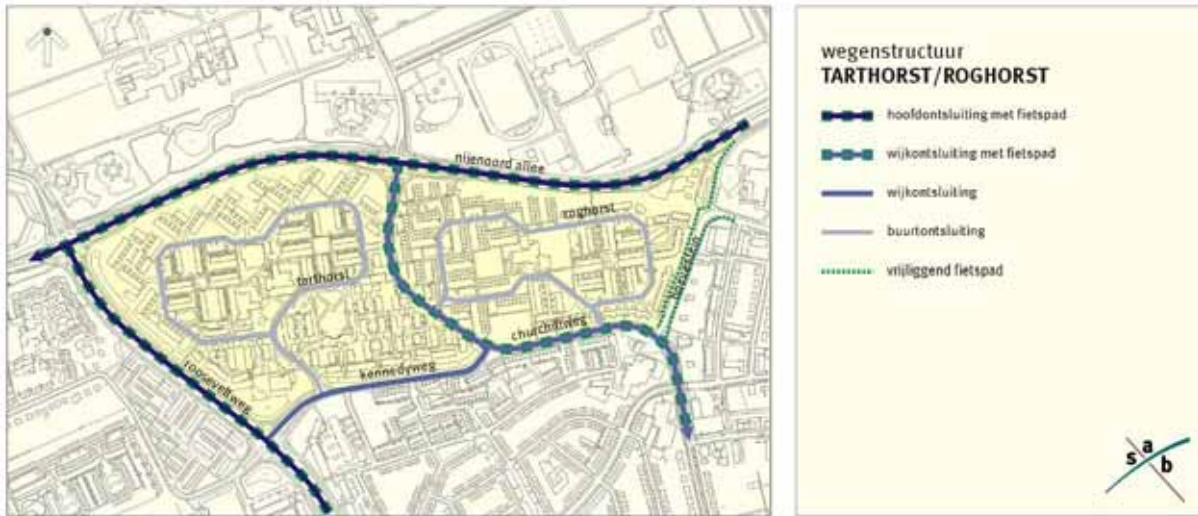 nijenoord allee
roghorst
tarthorst
churchillweg
kennedyweg
rooseveltweg
wegenstructuur
TARTHORST/ROGHORST
hoofdontsluiting met fietspad
wijkontsluiting met fietspad
wijkontsluiting
buurtontsluiting
vrijliggend fietspad
s a b